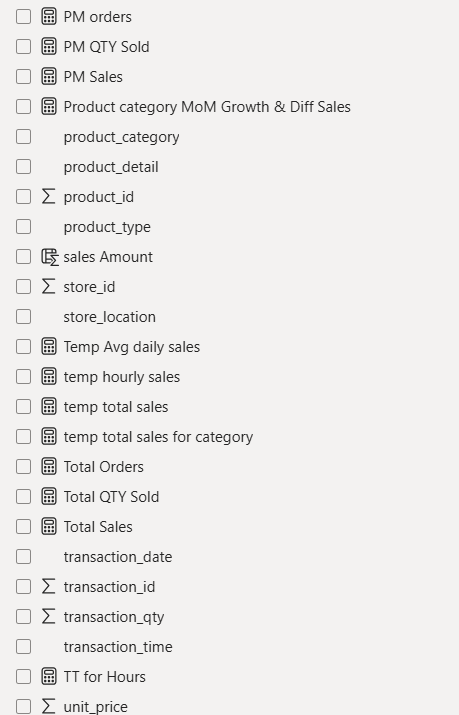 PM orders
PM QTY Sold
PM Sales
Product category MoM Growth & Diff Sales
product_category
product_detail
product_id
product_type
sales Amount
store_id
store_location
Temp Avg daily sales
temp hourly sales
temp total sales
temp total sales for category
Total Orders
Total QTY Sold
Total Sales
transaction_date
transaction_id
transaction_qty
transaction_time
TT for Hours
unit_price